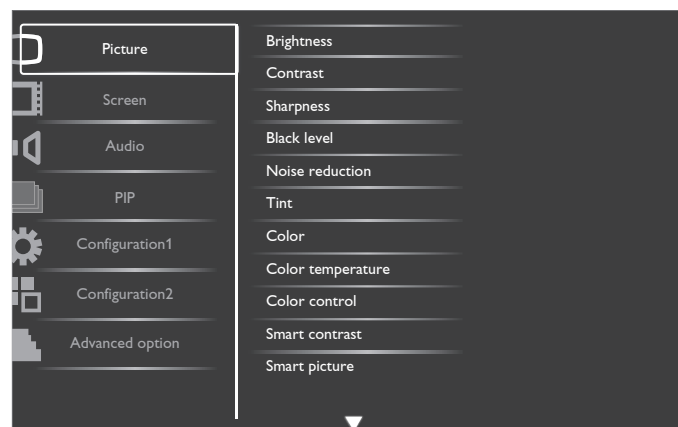 Picture
Screen
Audio
PIP
Configuration1
Configuration2
Advanced option
Brightness
Contrast
Sharpness
Black level
Noise reduction
Tint
Color
Color temperature
Color control
Smart contrast
Smart picture